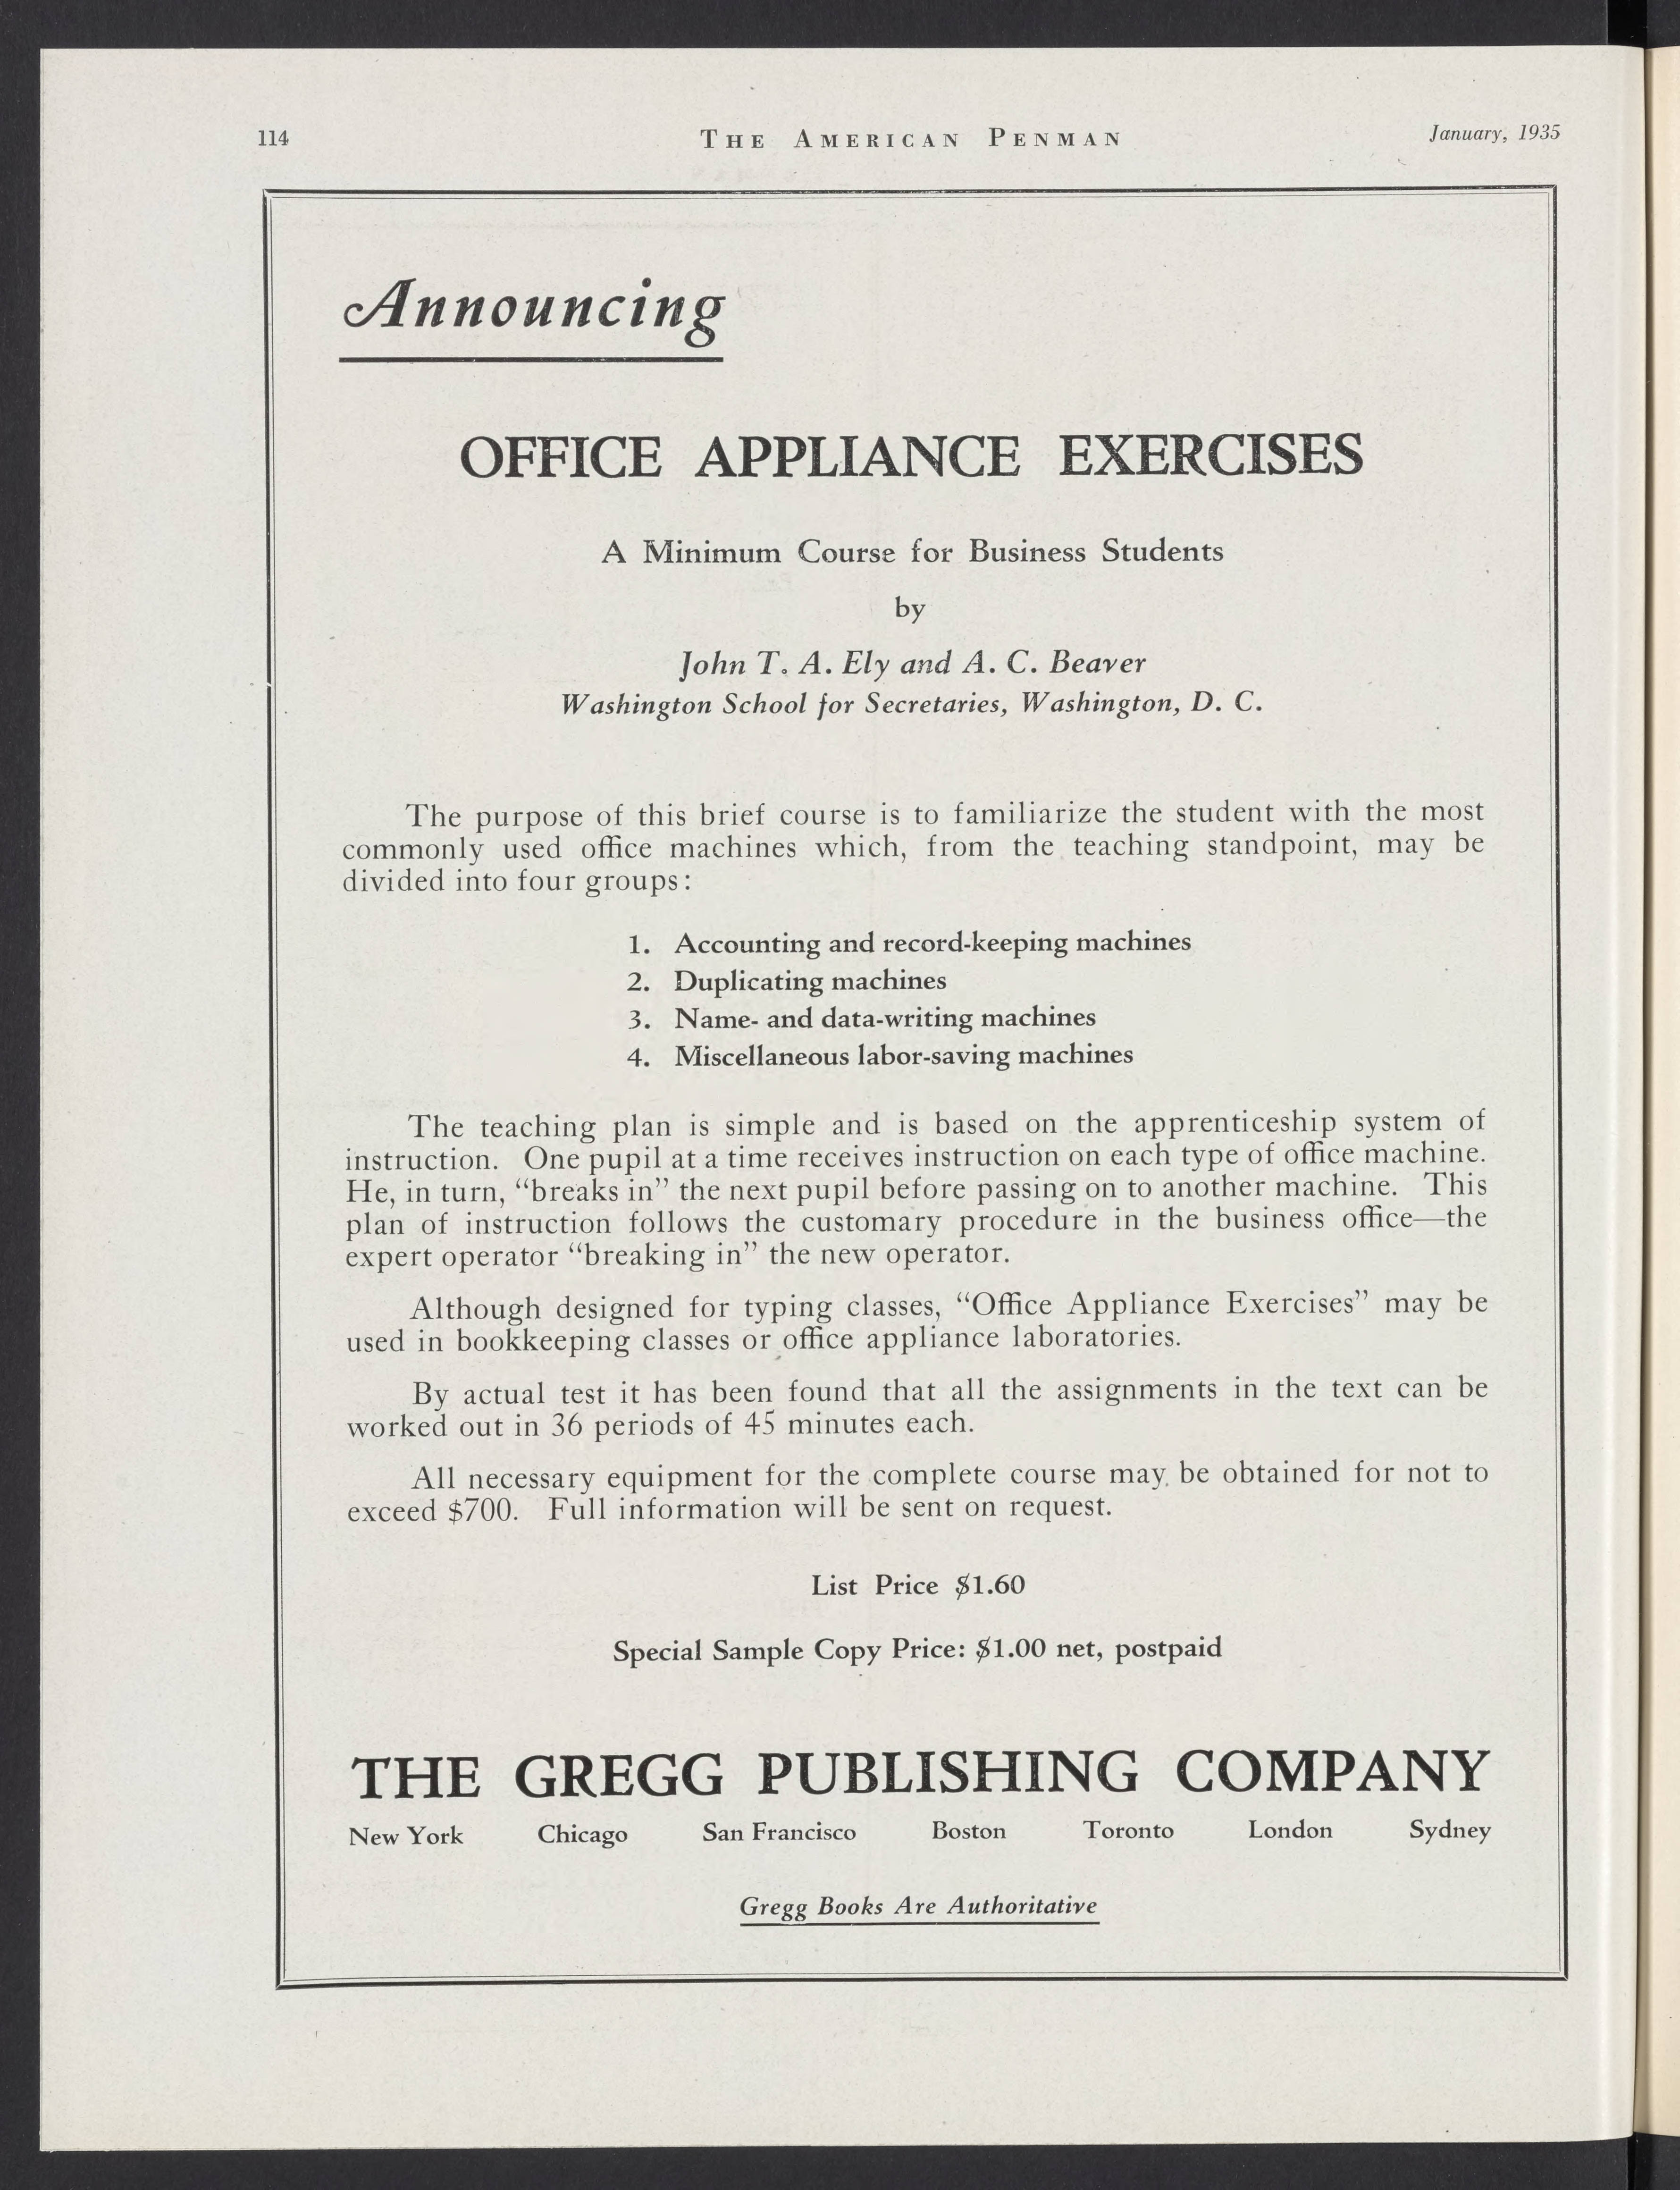 114
THE AMERICAN PENMAN
January, 1935
Announcing
OFFICE APPLIANCE EXERCISES
A Minimum Course for Business Students
by
John T. A. Ely and A. C. Beaver
Washington School for Secretaries, Washington, D. C.
The purpose of this brief course is to familiarize the student with the most
commonly used office machines which, from the teaching standpoint, may be
divided into four groups:
1. Accounting and record-keeping machines
2. Duplicating machines
3. Name- and data-writing machines
4. Miscellaneous labor-saving machines
The teaching plan is simple and is based on the apprenticeship system of
instruction. One pupil at a time receives instruction on each type of office machine.
He, in turn, “breaks in” the next pupil before passing on to another machine. This
plan of instruction follows the customary procedure in the business office—the
expert operator “breaking in” the new operator.
Although designed for typing classes, “Office Appliance Exercises” may be
used in bookkeeping classes or office appliance laboratories.
By actual test it has been found that all the assignments in the text can be
worked out in 36 periods of 45 minutes each.
All necessary equipment for the complete course may be obtained for not to
exceed $700. Full information will be sent on request.
List Price $1.60
Special Sample Copy Price: $1.00 net, postpaid
THE GREGG PUBLISHING COMPANY
New York Chicago San Francisco Boston Toronto London Sydney
Gregg Books Are Authoritative